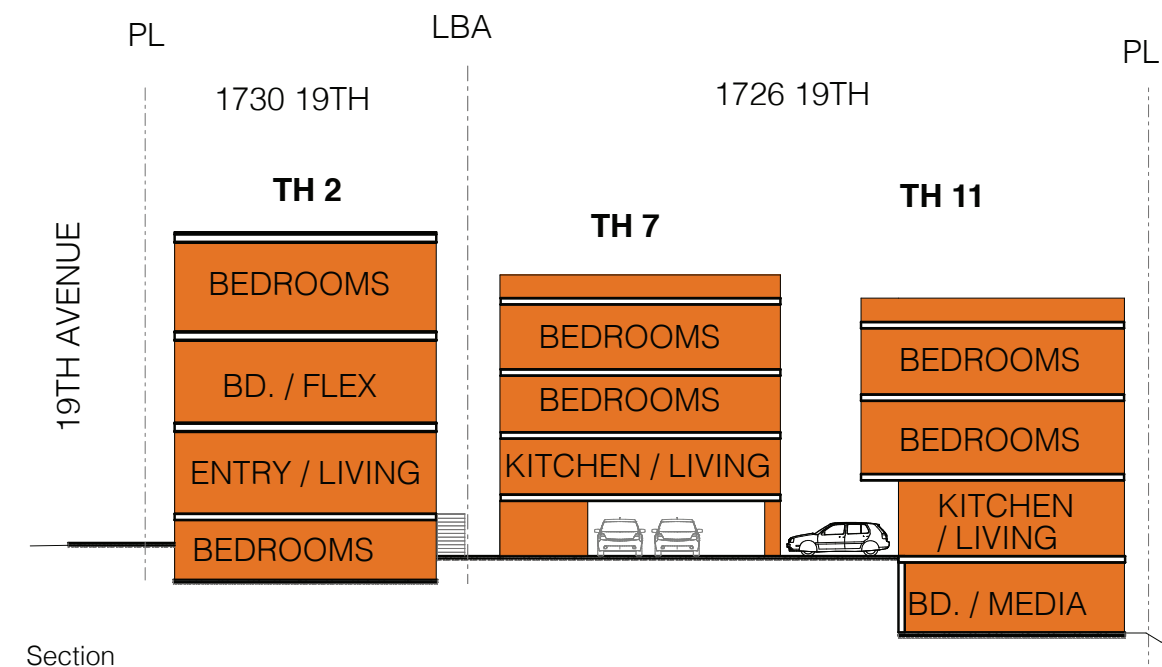 PL
LBA
PL
1730 19TH
1726 19TH
19TH AVENUE
TH 2
BEDROOMS
BD. / FLEX
ENTRY / LIVING
BEDROOMS
TH 7
BEDROOMS
BEDROOMS
KITCHEN / LIVING
TH 11
BEDROOMS
BEDROOMS
KITCHEN
/ LIVING
BD. / MEDIA
Section